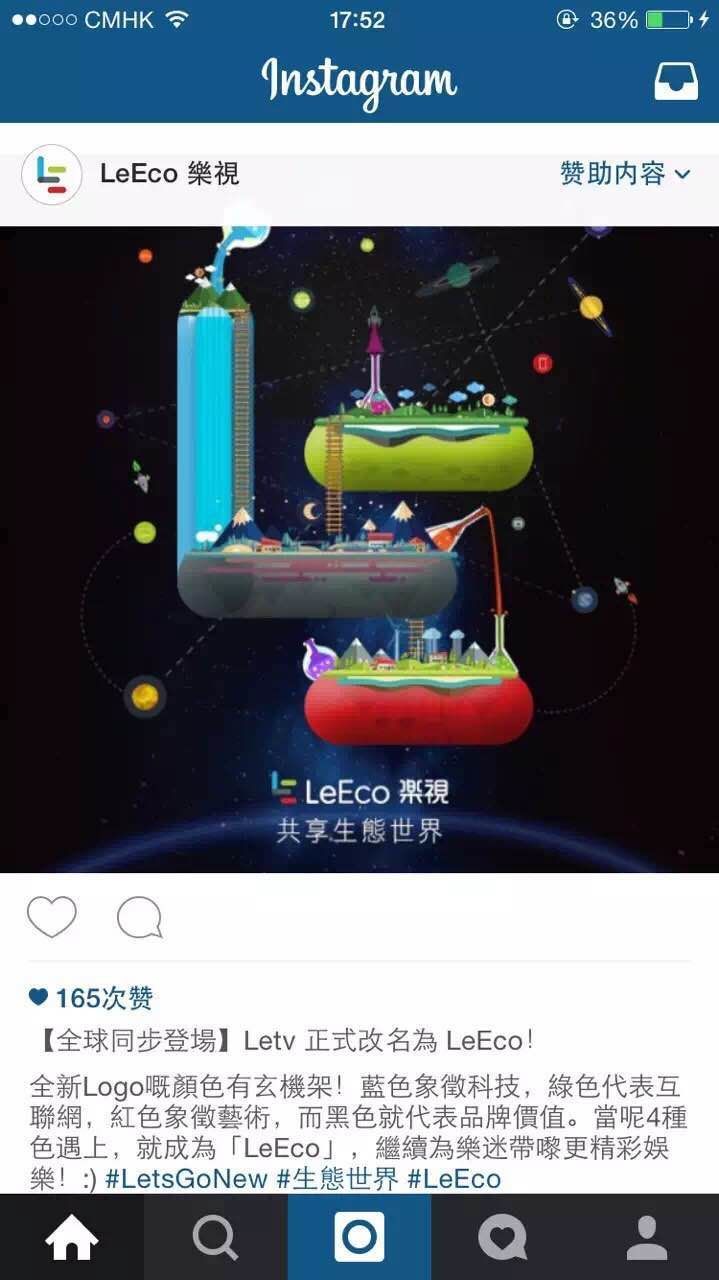 CMHK 17:52 36%
Instagram
LeEco 樂視 赞助内容
LeEco 樂視
共享生態世界
165次赞
【全球同步登場】Letv 正式改名為 LeEco！
全新Logo嘅顏色有玄機架！藍色象徵科技，綠色代表互
聯網，紅色象徵藝術，而黑色就代表品牌價值。當呢4種
色遇上，就成為「LeEco」，繼續為樂迷帶嚟更精彩娛
樂！:) #LetsGoNew #生態世界 #LeEco